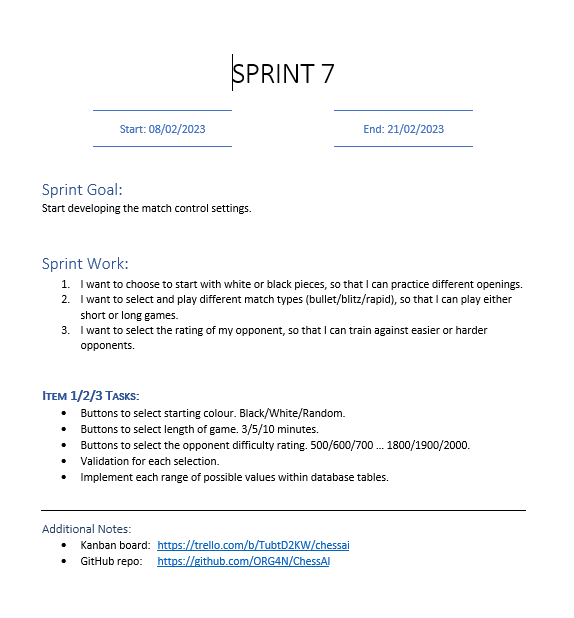 SPRINT 7
Start: 08/02/2023
End: 21/02/2023
Sprint Goal:
Start developing the match control settings.
Sprint Work:
1. I want to choose to start with white or black pieces, so that I can practice different openings.
2. I want to select and play different match types (bullet/blitz/rapid), so that I can play either
short or long games.
3. I want to select the rating of my opponent, so that I can train against easier or harder
opponents.
ITEM 1/2/3 TASKS:
• Buttons to select starting colour. Black/White/Random.
• Buttons to select length of game. 3/5/10 minutes.
• Buttons to select the opponent difficulty rating. 500/600/700 … 1800/1900/2000.
• Validation for each selection.
• Implement each range of possible values within database tables.
Additional Notes:
• Kanban board: https://trello.com/b/TubtD2KW/chessai
• GitHub repo: https://github.com/ORG4N/ChessAI